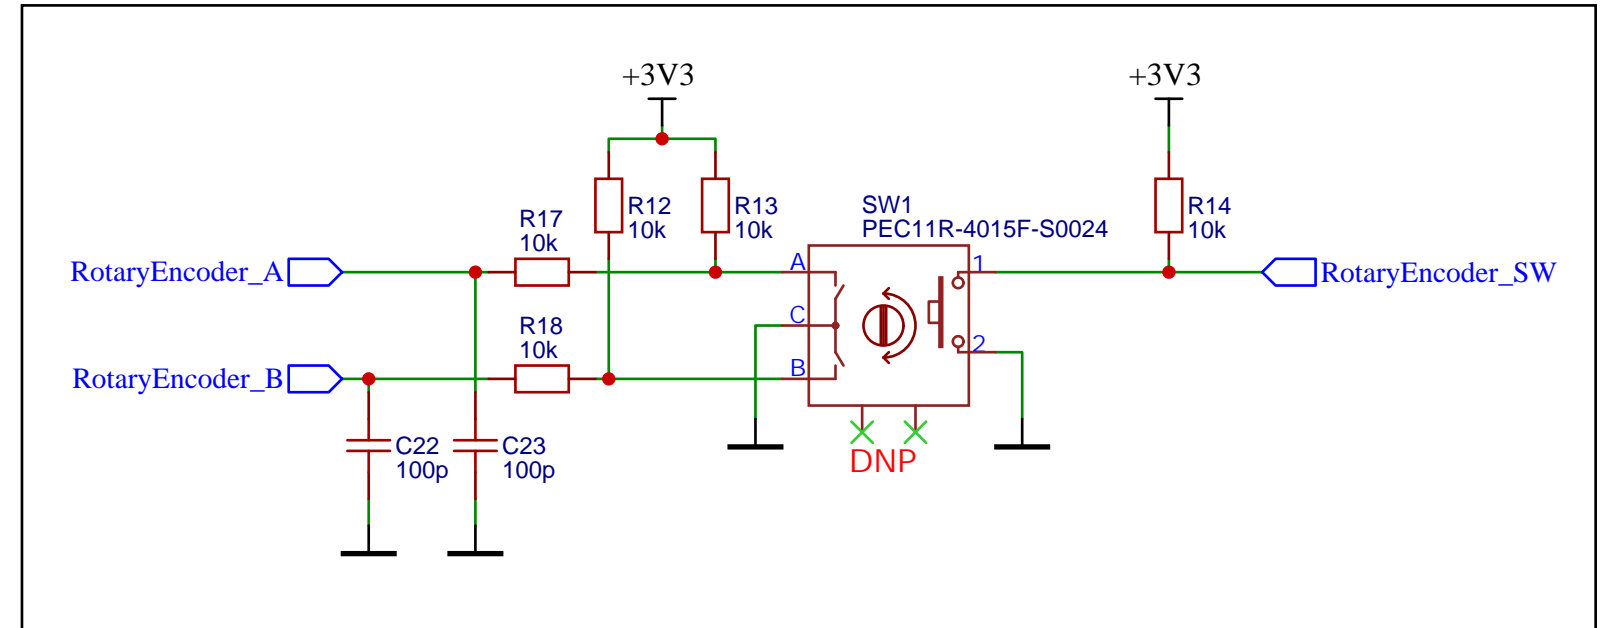 +3V3
+3V3
R17
10k
R12
10k
R13
10k
SW1
PEC11R-4015F-S0024
R14
10k
RotaryEncoder_A
A
1
RotaryEncoder_SW
C
R18
10k
2
RotaryEncoder_B
B
C22
100p
C23
100p
DNP